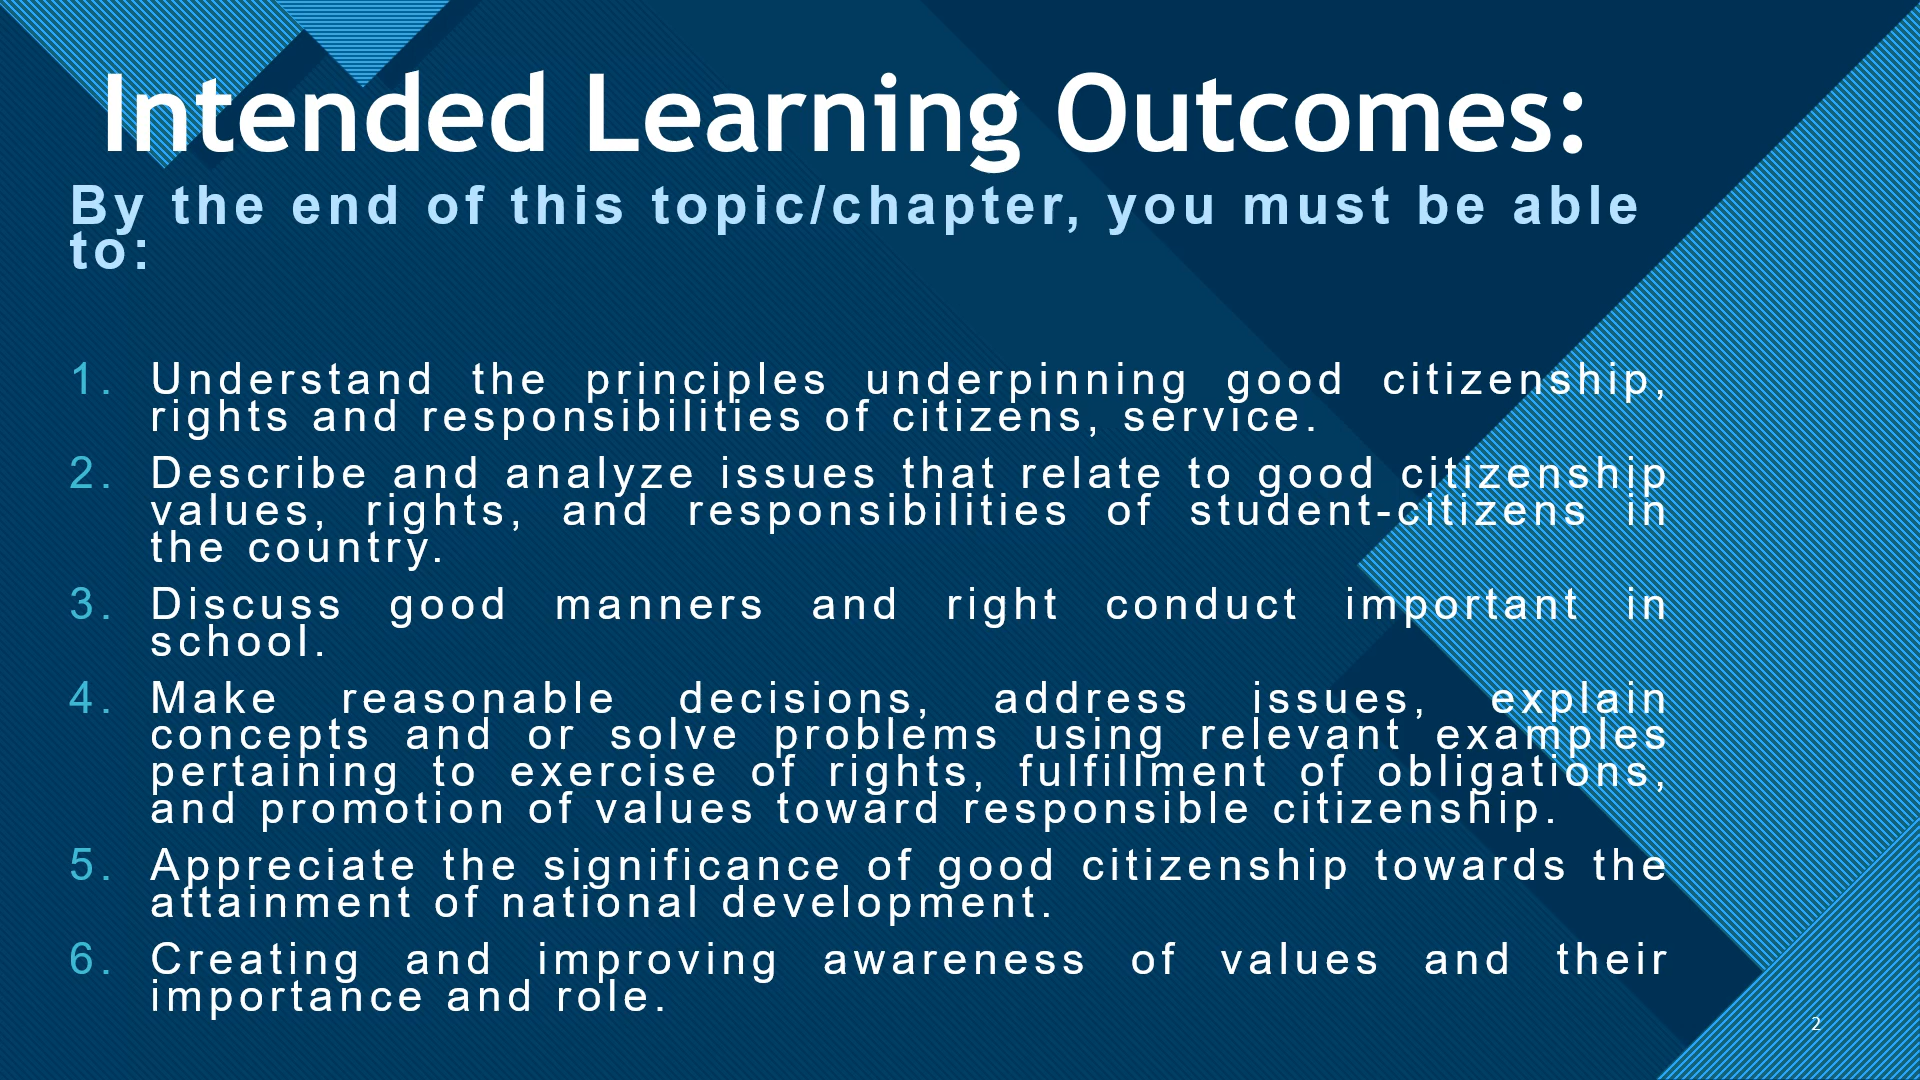 Intended Learning Outcomes:
By the end of this topic/chapter, you must be able
to:
1. Understand the principles underpinning good citizenship,
rights and responsibilities of citizens, service.
2. Describe and analyze issues that relate to good citizenship
values, rights, and responsibilities of student-citizens in
the country.
3. Discuss good manners and right conduct important in
school.
4. Make reasonable decisions, address issues, explain
concepts and or solve problems using relevant examples
pertaining to exercise of rights, fulfillment of obligations,
and promotion of values toward responsible citizenship.
5. Appreciate the significance of good citizenship towards the
attainment of national development.
6. Creating and improving awareness of values and their
importance and role.
2